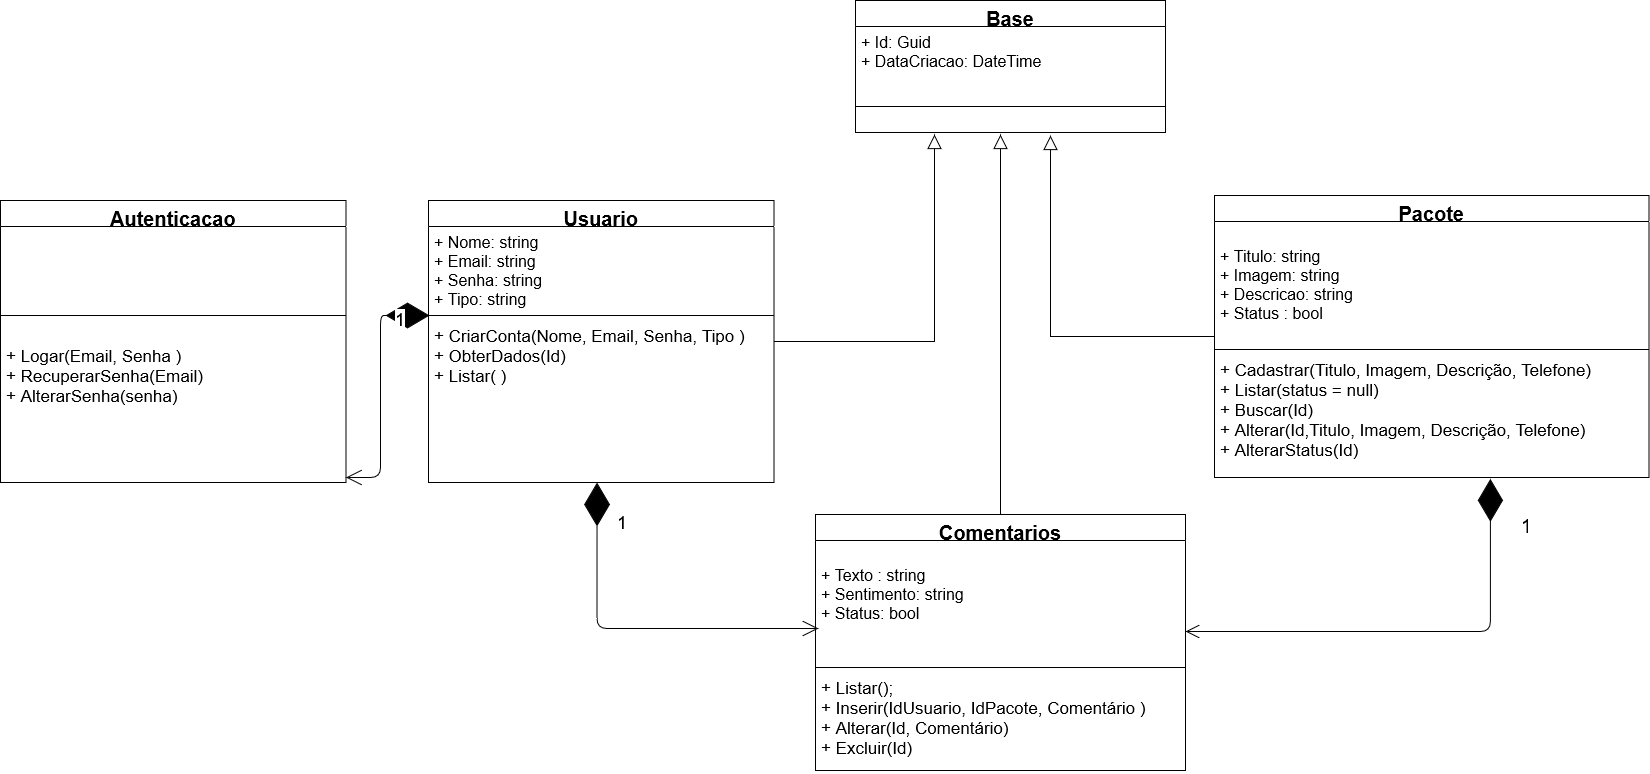 Base
+ Id: Guid
+ DataCriacao: DateTime
Autenticacao
+ Logar(Email, Senha )
+ RecuperarSenha(Email)
+ AlterarSenha(senha)
1
Usuario
+ Nome: string
+ Email: string
+ Senha: string
+ Tipo: string
+ CriarConta(Nome, Email, Senha, Tipo )
+ ObterDados(Id)
+ Listar( )
1
Pacote
+ Titulo: string
+ Imagem: string
+ Descricao: string
+ Status : bool
+ Cadastrar(Titulo, Imagem, Descrição, Telefone)
+ Listar(status = null)
+ Buscar(Id)
+ Alterar(Id,Titulo, Imagem, Descrição, Telefone)
+ AlterarStatus(Id)
1
Comentarios
+ Texto : string
+ Sentimento: string
+ Status: bool
+ Listar();
+ Inserir(IdUsuario, IdPacote, Comentário )
+ Alterar(Id, Comentário)
+ Excluir(Id)